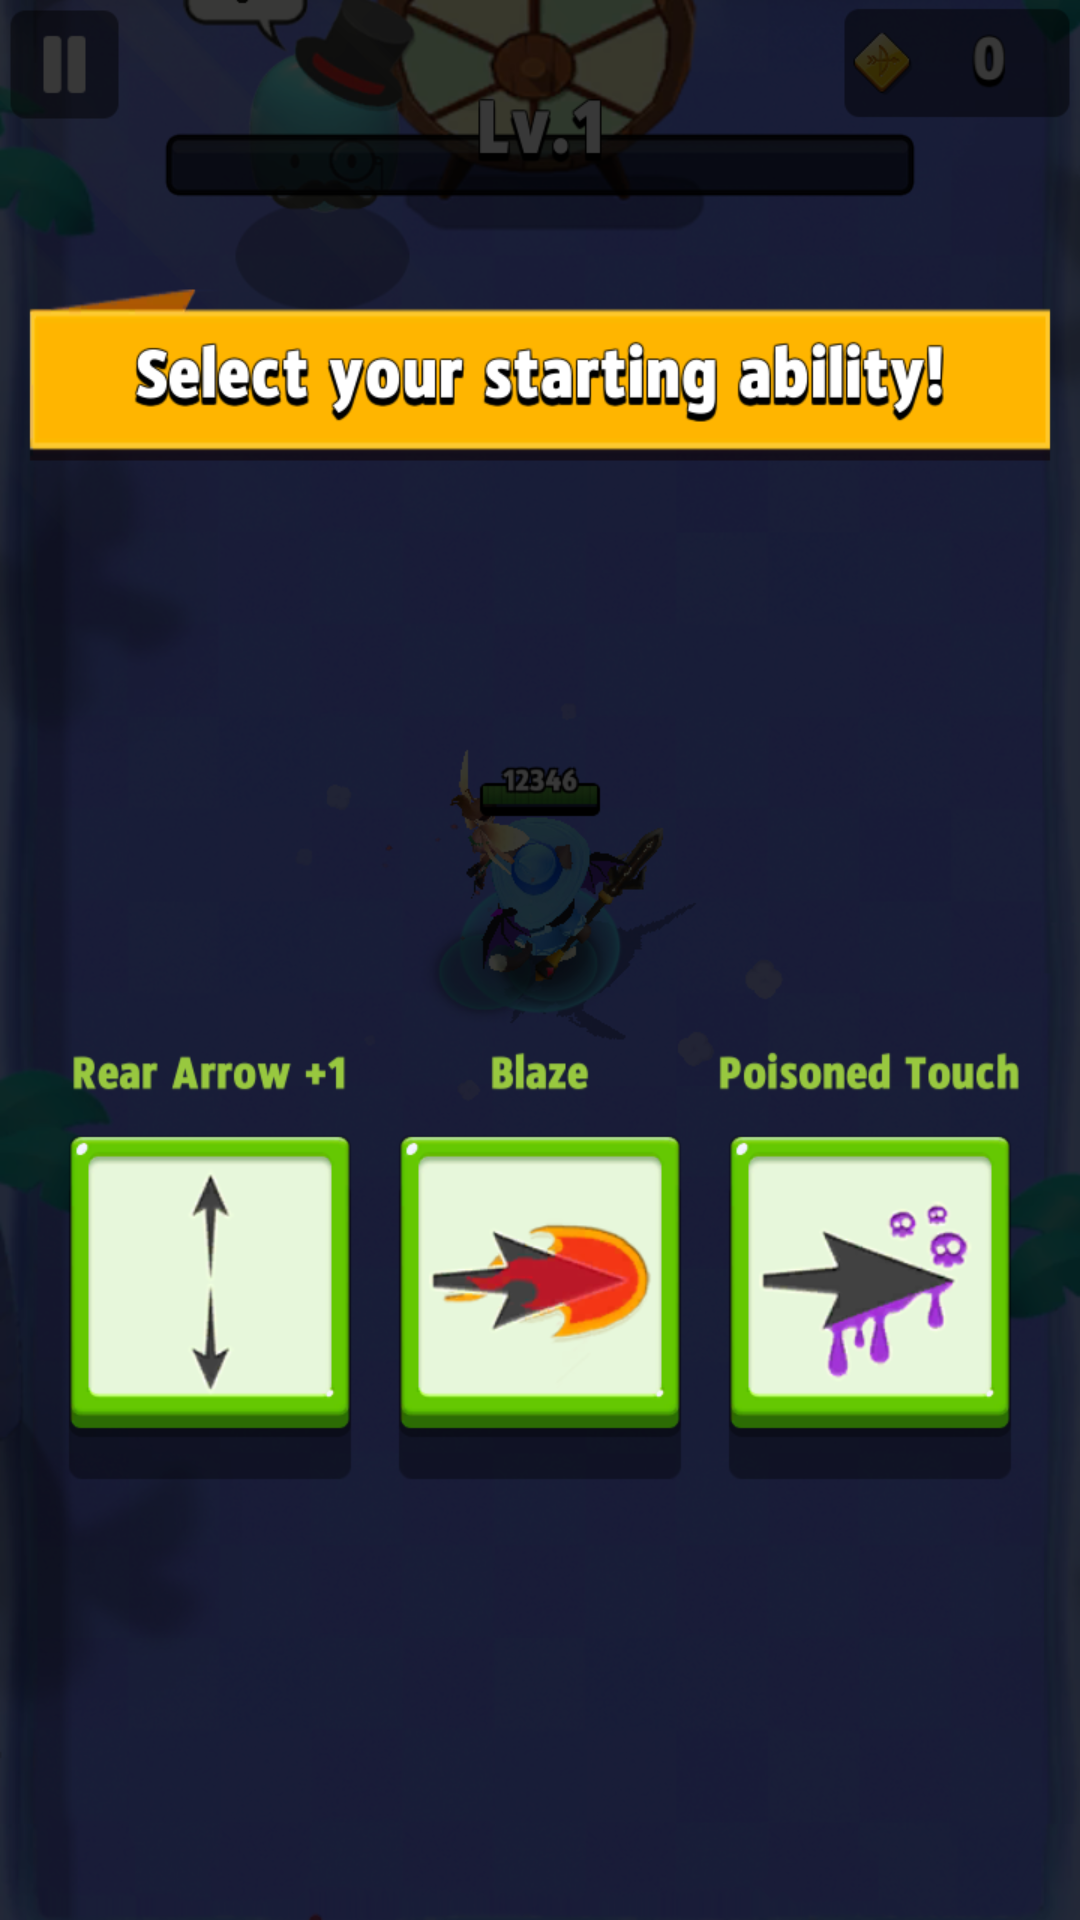 0
Lv.1
Select your starting ability!
12346
Rear Arrow +1
Blaze
Poisoned Touch